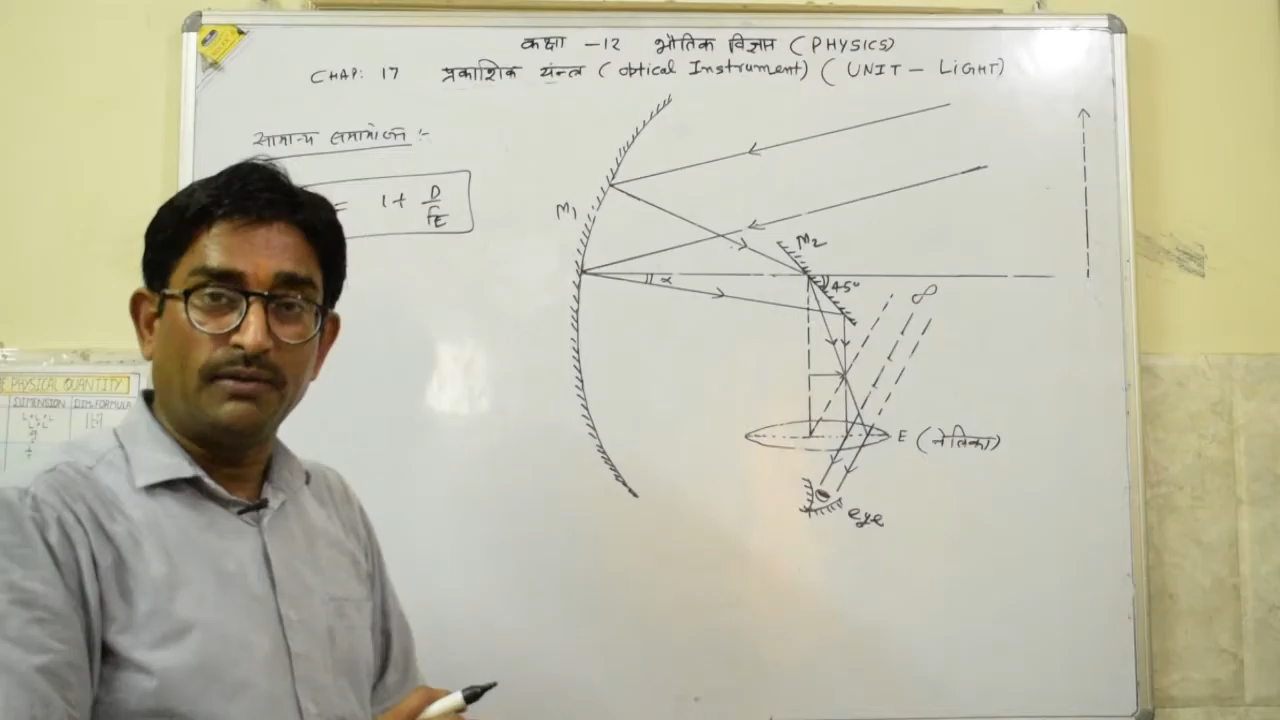 कक्षा -12 भौतिक विज्ञान (PHYSICS)
CHAP: 17 प्रकाशिक यंन्त्र (optical Instrument) (UNIT - LIGHT)
सामान्य समायोजन :-
= 1+ D/fE
M1
M2
α
45°
∞
E (नेत्रिका)
eye
PHYSICAL QUANTITY
DIMENSION DIM.FORMULA